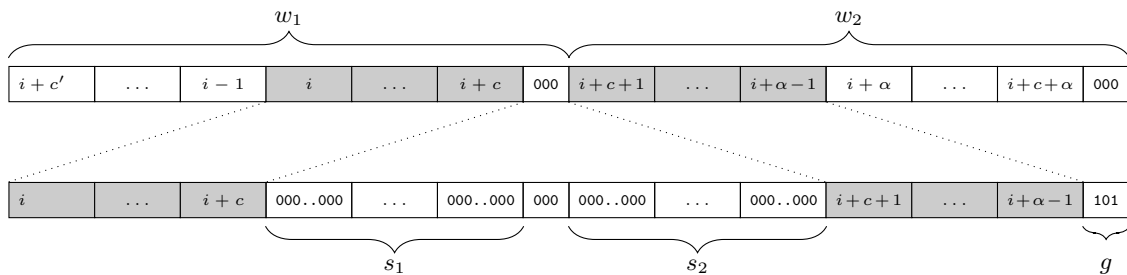 w₁ w₂
i + c′ ... i − 1 i ... i + c 000 i + c + 1 ... i + α − 1 i + α ... i + c + α 000
i ... i + c 000..000 ... 000..000 000 000..000 ... 000..000 i + c + 1 ... i + α − 1 101
s₁ s₂ g